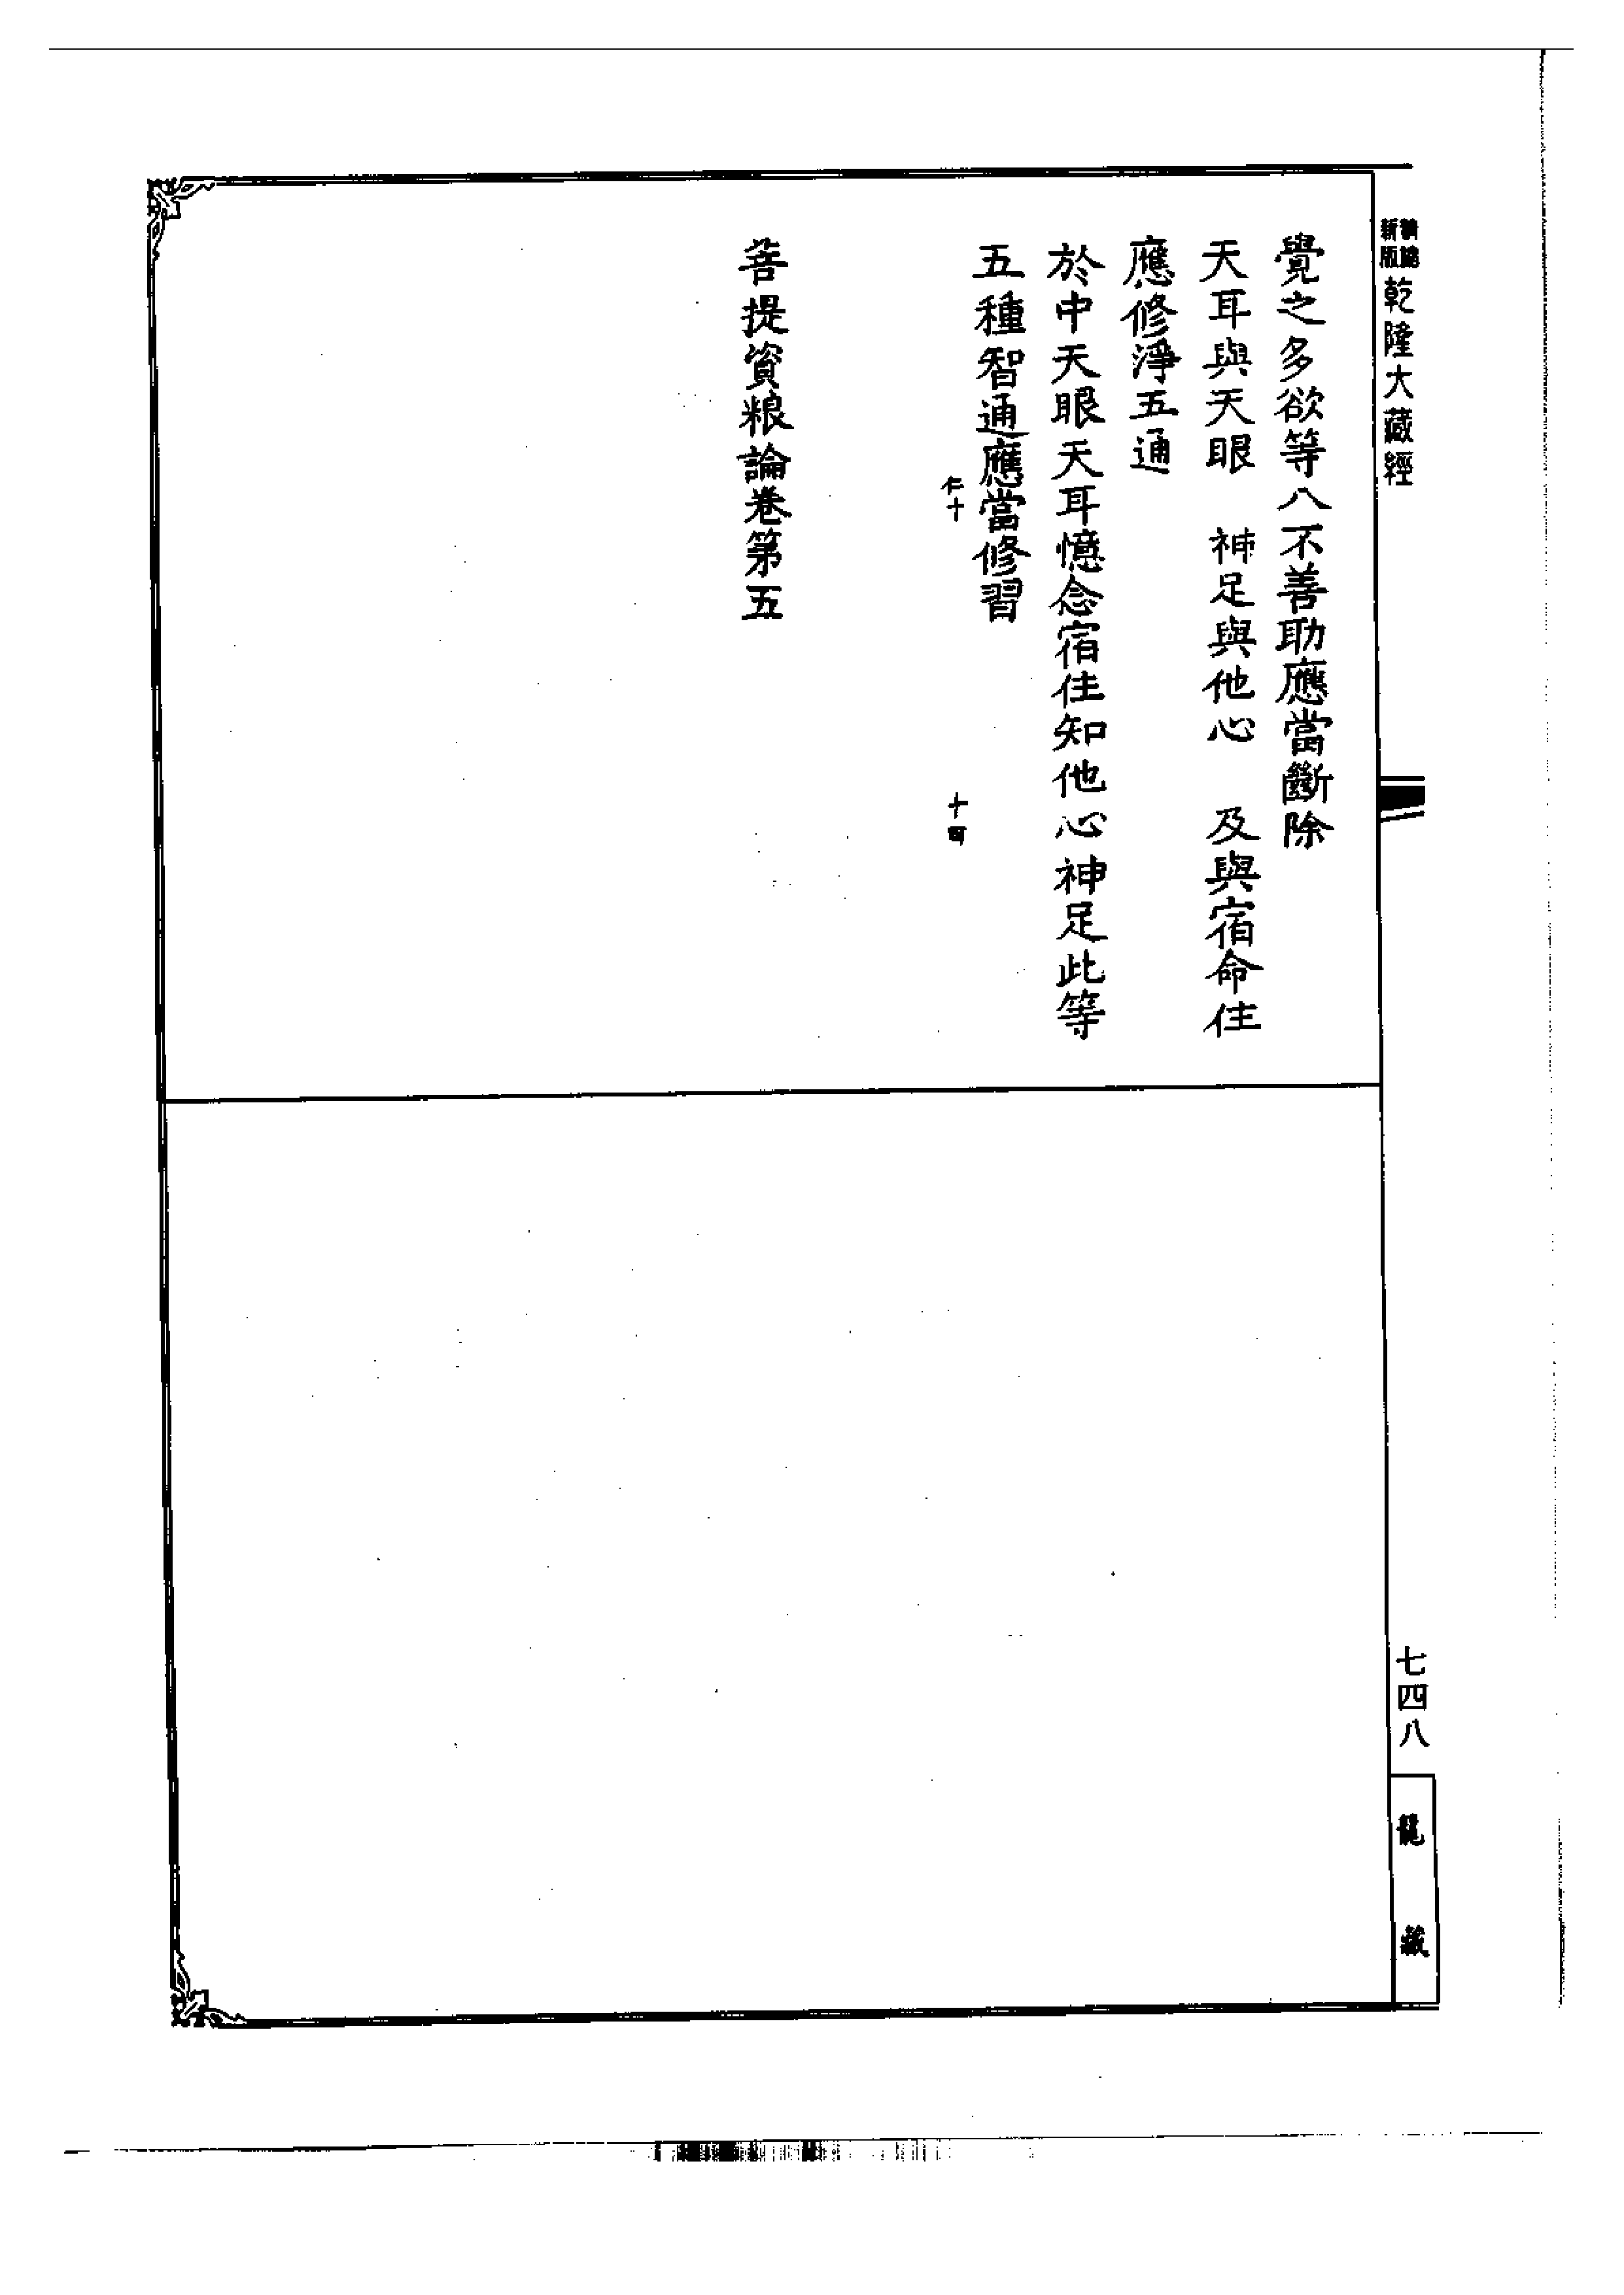 新版
乾隆大藏經
覺之多欲等八不善助應當斷除
天耳與天眼　神足與他心　及與宿命住
應修淨五通
於中天眼天耳憶念宿住知他心神足此等
五種智通應當修習
仁十
十四
菩提資粮論卷第五
七四八
龍藏